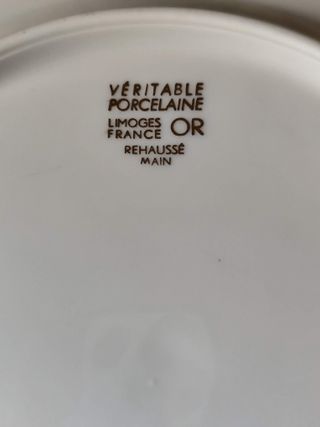 VÉRITABLE
PORCELAINE
LIMOGES
FRANCE OR
REHAUSSÉ
MAIN